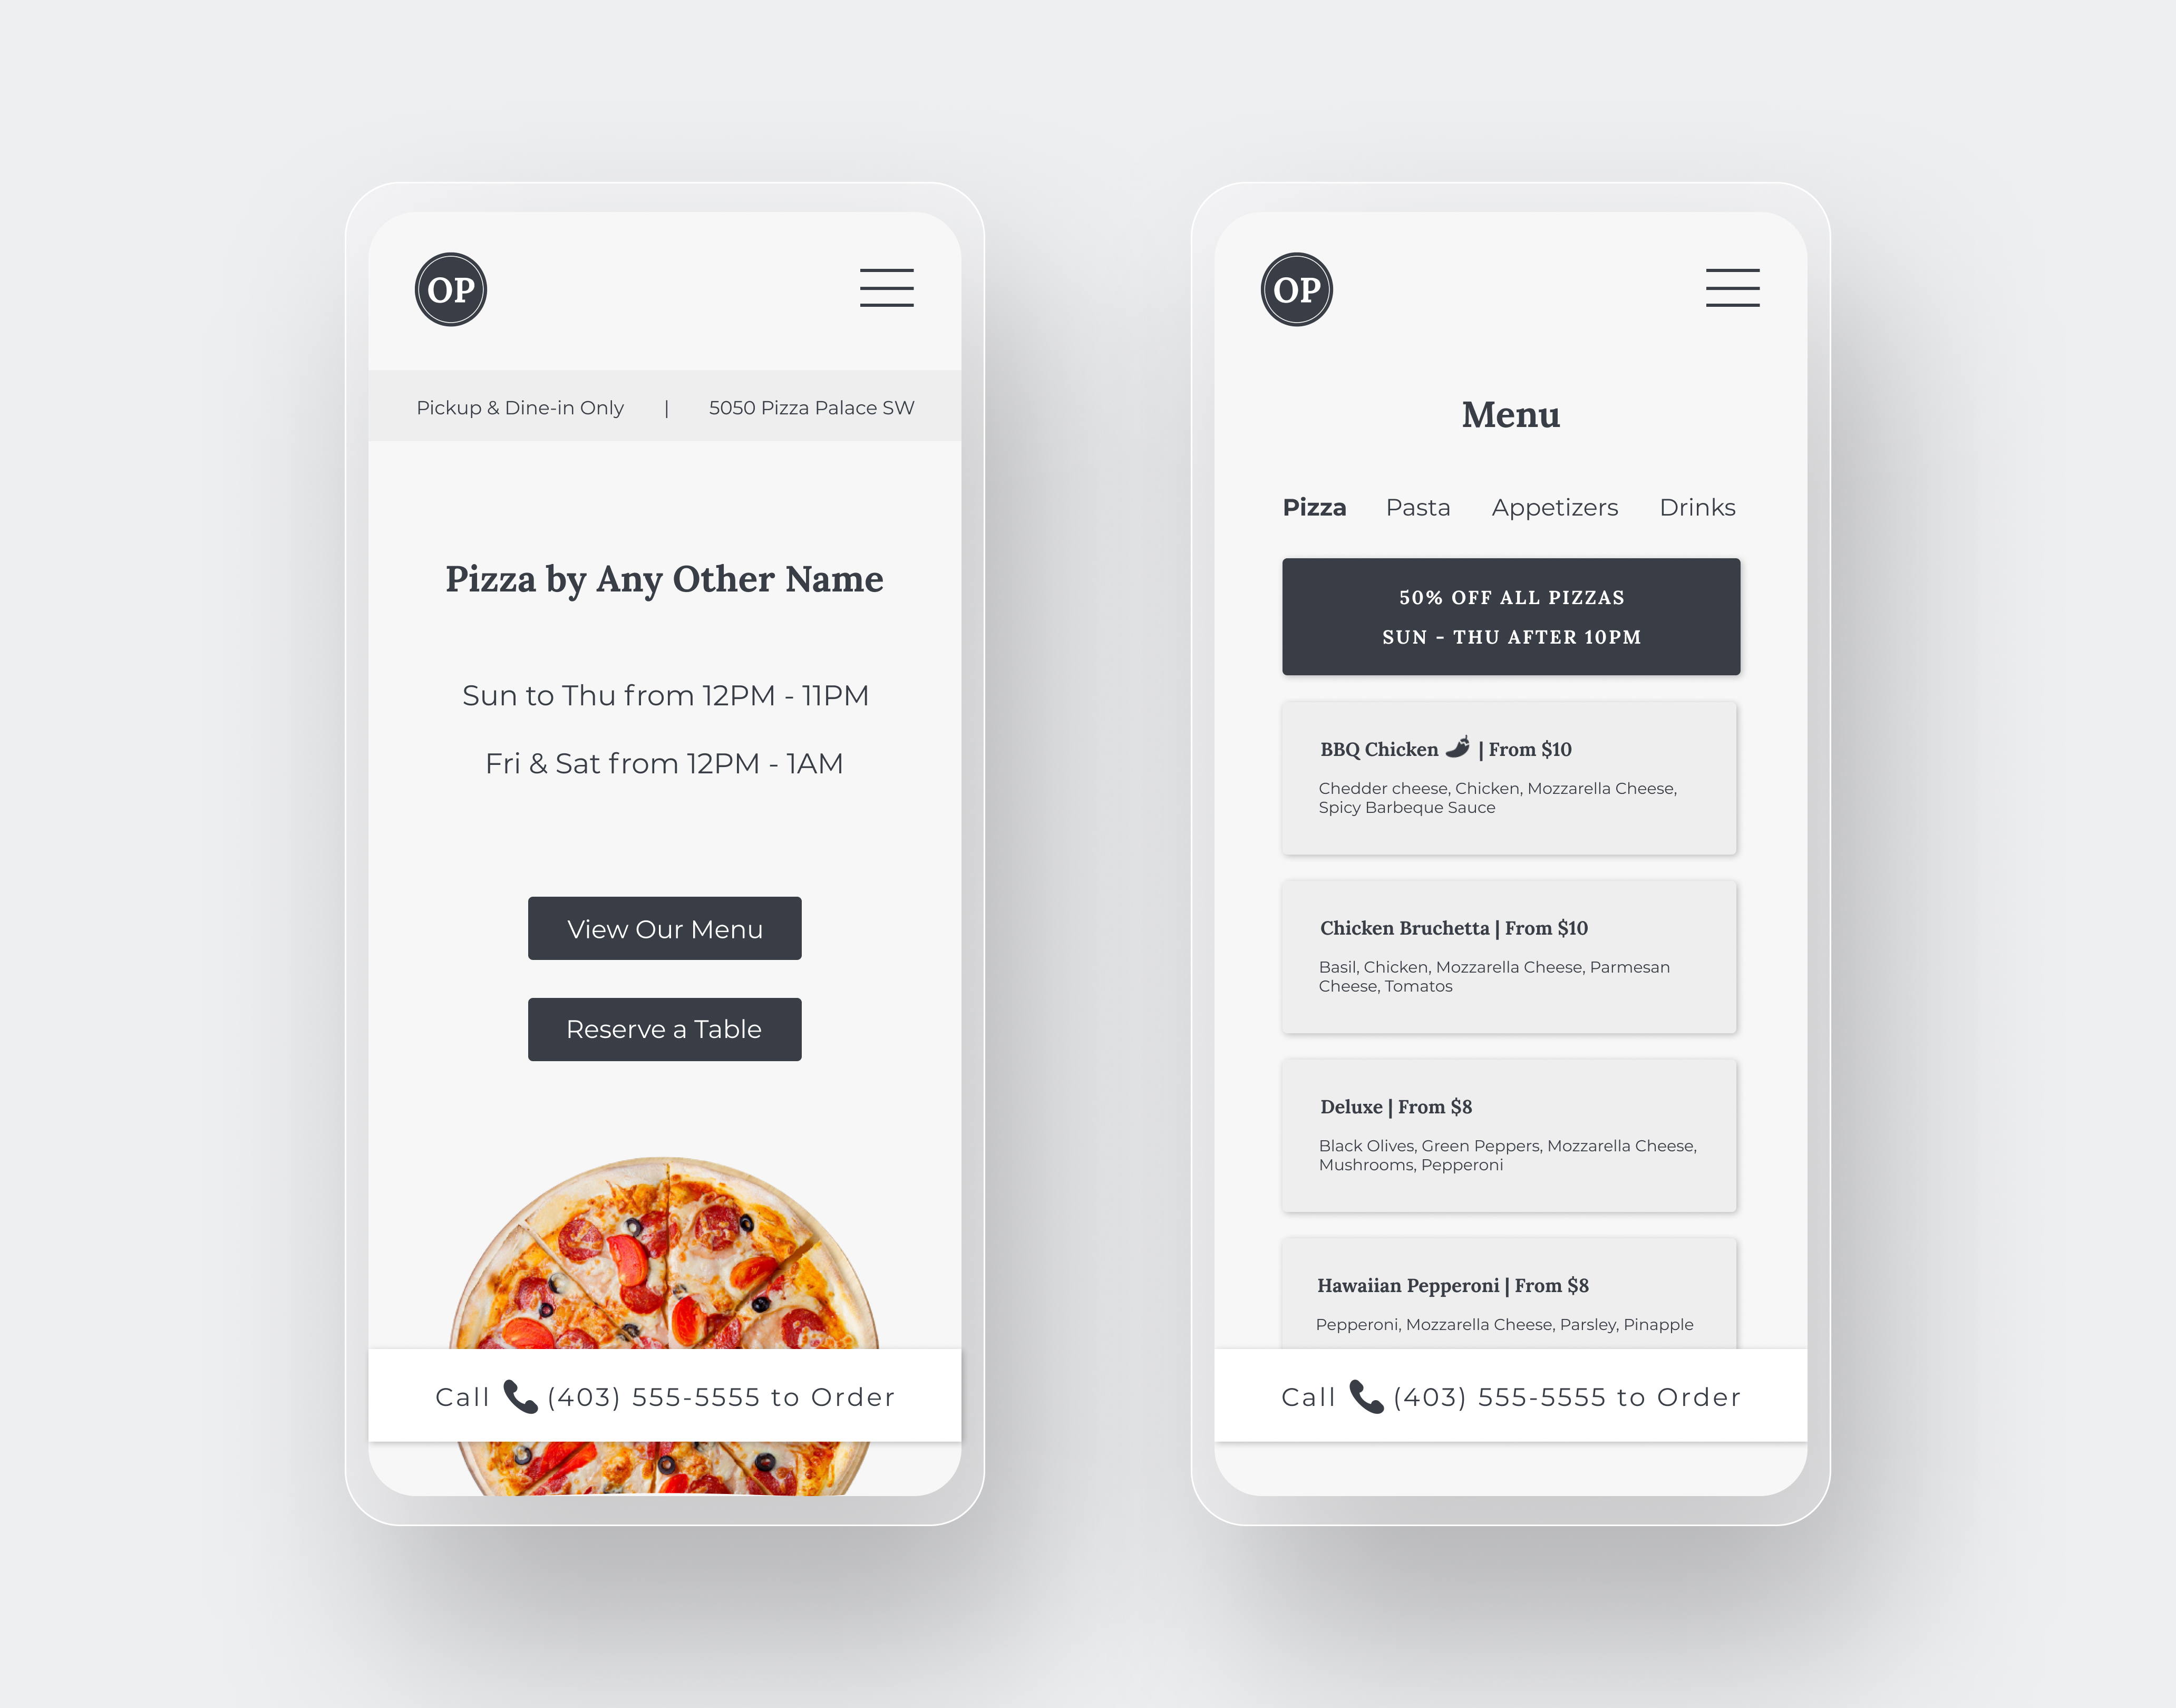 OP
Pickup & Dine-in Only | 5050 Pizza Palace SW
Pizza by Any Other Name
Sun to Thu from 12PM - 11PM
Fri & Sat from 12PM - 1AM
View Our Menu
Reserve a Table
Call (403) 555-5555 to Order
OP
Menu
Pizza Pasta Appetizers Drinks
50% OFF ALL PIZZAS
SUN - THU AFTER 10PM
BBQ Chicken | From $10
Chedder cheese, Chicken, Mozzarella Cheese,
Spicy Barbeque Sauce
Chicken Bruchetta | From $10
Basil, Chicken, Mozzarella Cheese, Parmesan
Cheese, Tomatos
Deluxe | From $8
Black Olives, Green Peppers, Mozzarella Cheese,
Mushrooms, Pepperoni
Hawaiian Pepperoni | From $8
Pepperoni, Mozzarella Cheese, Parsley, Pinapple
Call (403) 555-5555 to Order